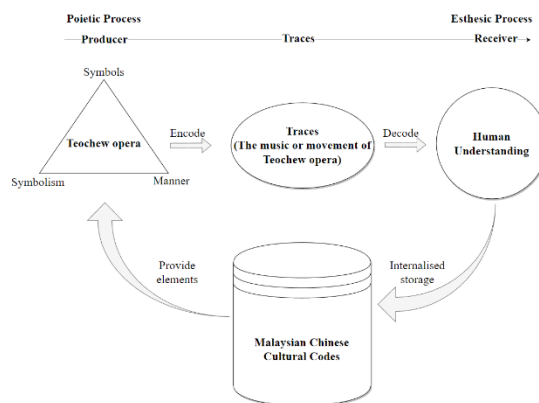 Poietic Process
Esthesic Process
Producer
Traces
Receiver
Symbols
Teochew opera
Symbolism
Manner
Encode
Traces
(The music or movement of
Teochew opera)
Decode
Human
Understanding
Provide
elements
Internalised
storage
Malaysian Chinese
Cultural Codes